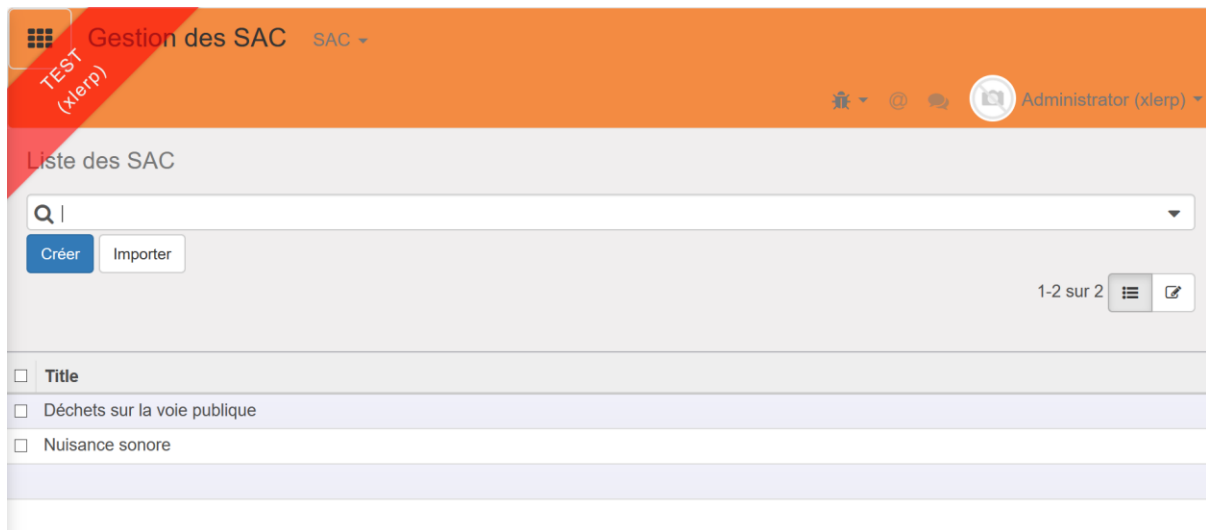 Gestion des SAC SAC
TEST
(xlerp)
@ Administrator (xlerp)
Liste des SAC
Créer Importer
1-2 sur 2
Title
Déchets sur la voie publique
Nuisance sonore